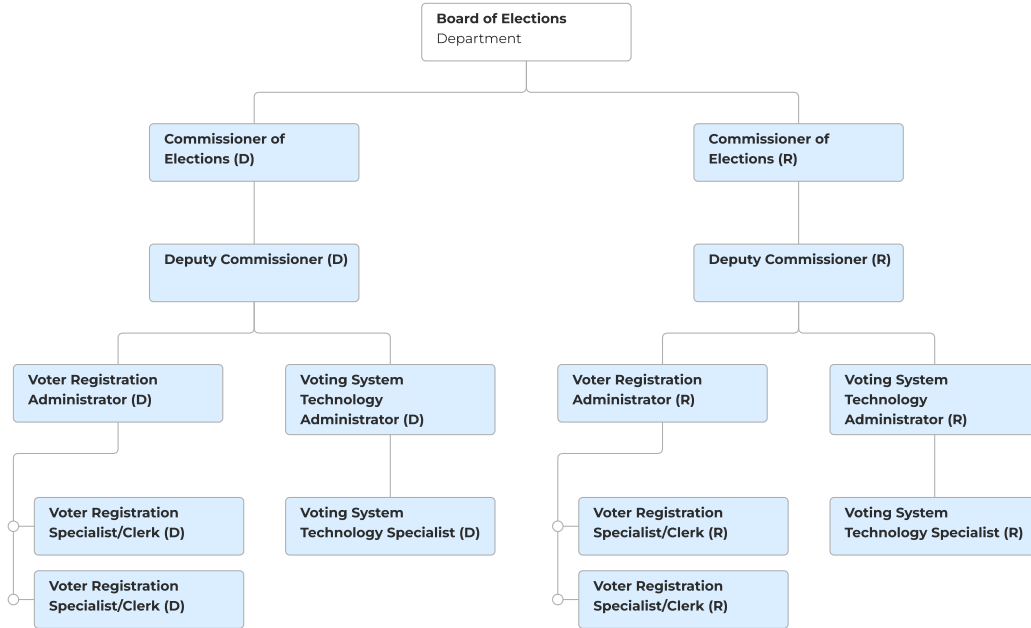 Board of Elections
Department
Commissioner of
Elections (D)
Commissioner of
Elections (R)
Deputy Commissioner (D)
Deputy Commissioner (R)
Voter Registration
Administrator (D)
Voting System
Technology
Administrator (D)
Voter Registration
Administrator (R)
Voting System
Technology
Administrator (R)
Voter Registration
Specialist/Clerk (D)
Voting System
Technology Specialist (D)
Voter Registration
Specialist/Clerk (R)
Voting System
Technology Specialist (R)
Voter Registration
Specialist/Clerk (D)
Voter Registration
Specialist/Clerk (R)